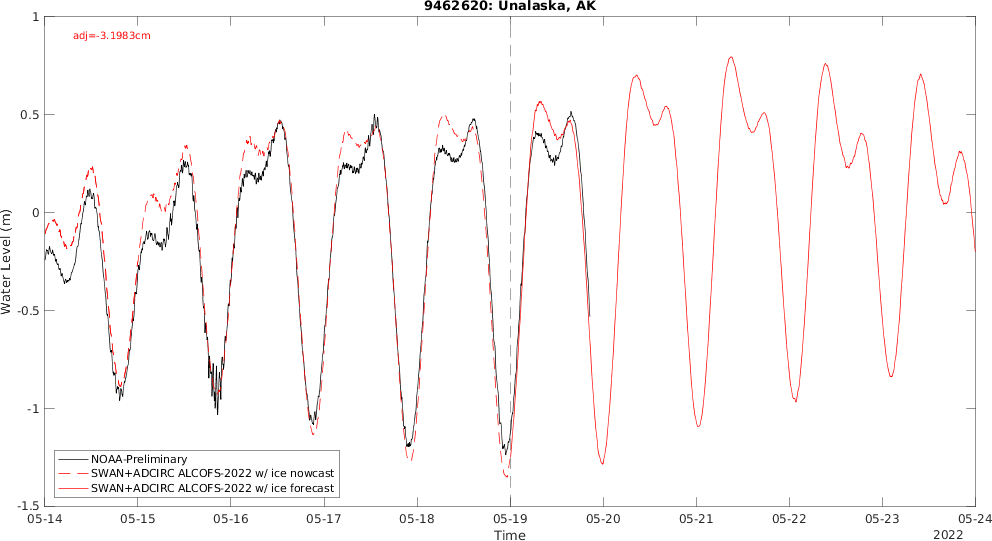 9462620: Unalaska, AK
adj=-3.1983cm
1
0.5
0
-0.5
-1
-1.5
Water Level (m)
NOAA-Preliminary
SWAN+ADCIRC ALCOFS-2022 w/ ice nowcast
SWAN+ADCIRC ALCOFS-2022 w/ ice forecast
05-14 05-15 05-16 05-17 05-18 05-19 05-20 05-21 05-22 05-23 05-24
Time
2022